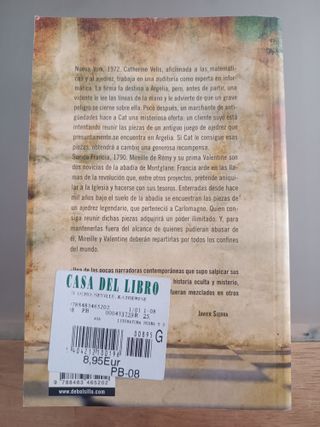 Nueva York, 1972. Catherine Velis, aficionada a las matemáti-
cas y al ajedrez, trabaja en una auditoría como experta en infor-
mática. La firma la destina a Argelia, pero, antes de partir, una
vidente le lee las líneas de la mano y le advierte de que un grave
peligro se cierne sobre ella. Poco después, un marchante de anti-
güedades hace a Cat una misteriosa oferta: un cliente suyo está
intentando reunir las piezas de un antiguo juego de ajedrez que
presuntamente se encuentra en Argelia. Si Cat le consigue esas
piezas, obtendrá a cambio una generosa recompensa.
Sur de Francia, 1790. Mireille de Rémy y su prima Valentine son
dos novicias de la abadía de Montglane. Francia arde en las lla-
mas de la revolución que, entre otros proyectos, pretende aniqui-
lar a la Iglesia y hacerse con sus tesoros. Enterradas desde hace
mil años bajo el suelo de la abadía se encuentran las piezas de
un ajedrez legendario, que perteneció a Carlomagno. Quien con-
siga reunir dichas piezas adquirirá un poder ilimitado. Y, para
mantenerlas fuera del alcance de quienes pudieran abusar de
él, Mireille y Valentine deberán repartirlas por todos los confines
del mundo.
Una de las pocas narradoras contemporáneas que supo salpicar sus
historia oculta y misterio,
fueran mezclados en otros
Javier Sierra
CASA DEL LIBRO
9788483465202
PB
LITERATURA
00895
G
8,95Eur
PB-08
9 788483 465202
www.debolsillo.com